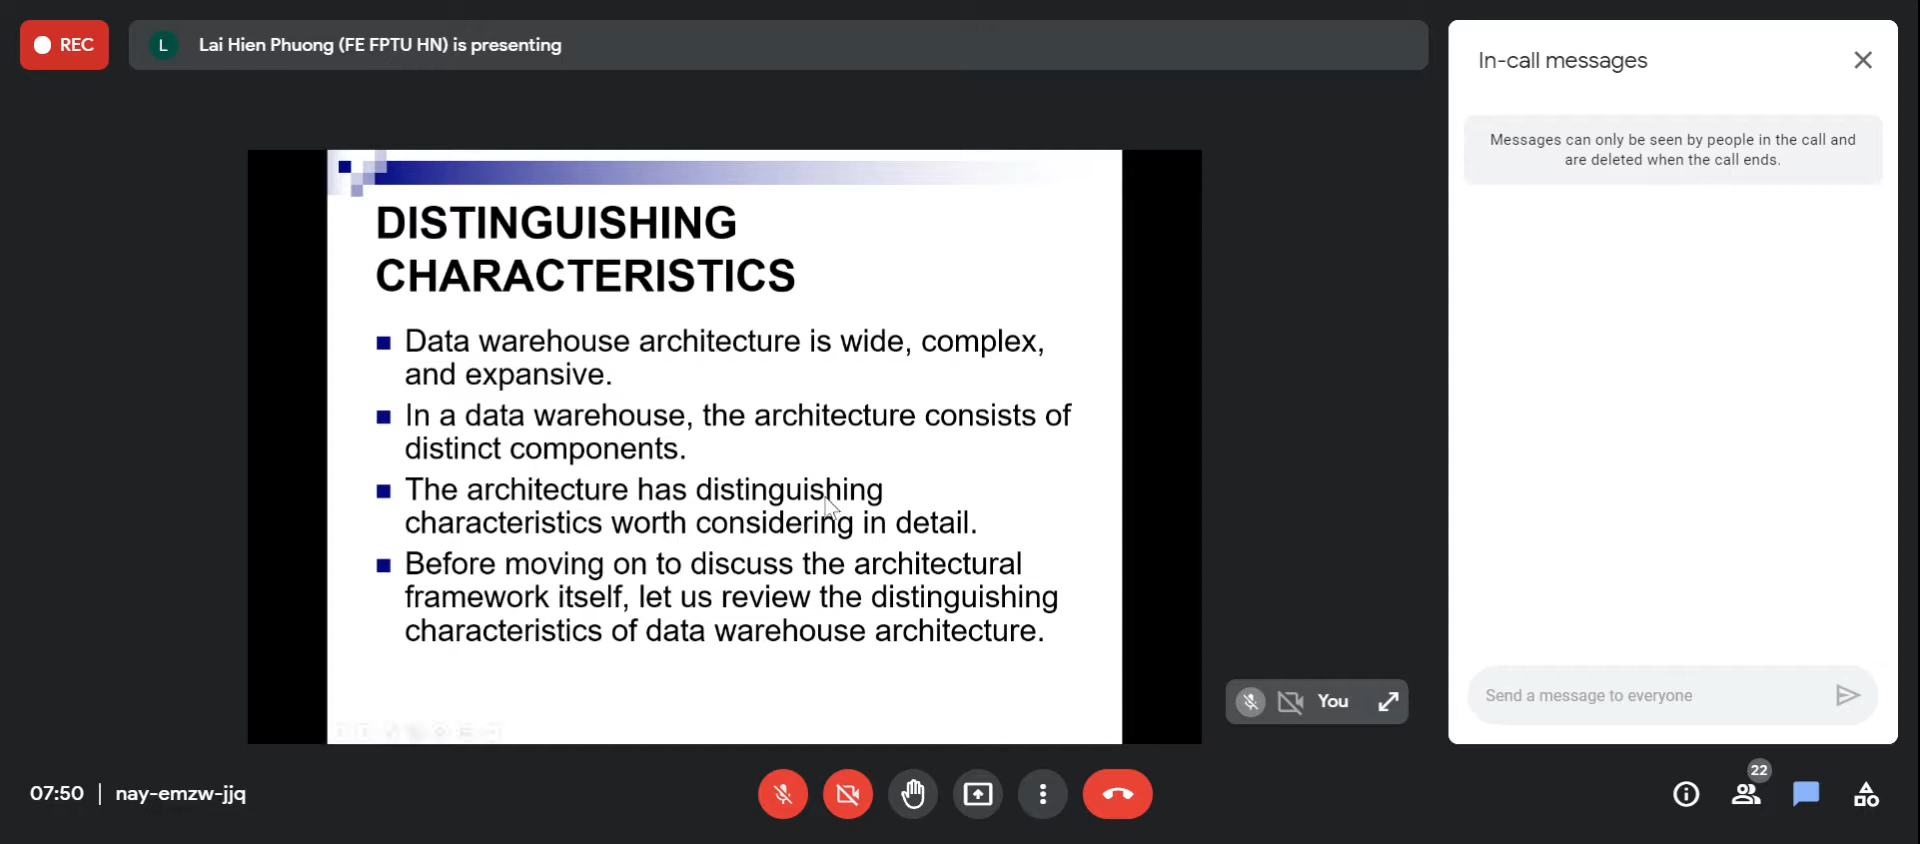 REC
L
Lai Hien Phuong (FE FPTU HN) is presenting
DISTINGUISHING
CHARACTERISTICS
Data warehouse architecture is wide, complex,
and expansive.
In a data warehouse, the architecture consists of
distinct components.
The architecture has distinguishing
characteristics worth considering in detail.
Before moving on to discuss the architectural
framework itself, let us review the distinguishing
characteristics of data warehouse architecture.
You
In-call messages
Messages can only be seen by people in the call and
are deleted when the call ends.
Send a message to everyone
07:50 | nay-emzw-jjq
22